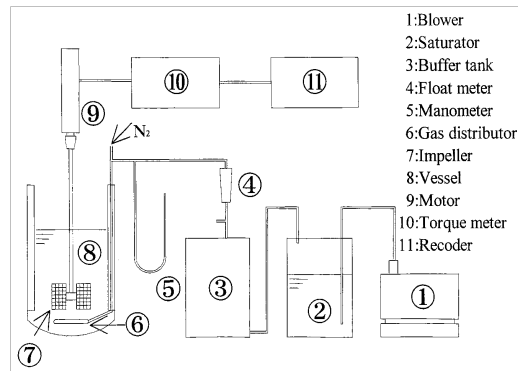 1:Blower
2:Saturator
3:Buffer tank
4:Float meter
5:Manometer
6:Gas distributor
7:Impeller
8:Vessel
9:Motor
10:Torque meter
11:Recoder
⑩
⑪
⑨
N₂
④
⑧
⑤
③
②
①
⑥
⑦